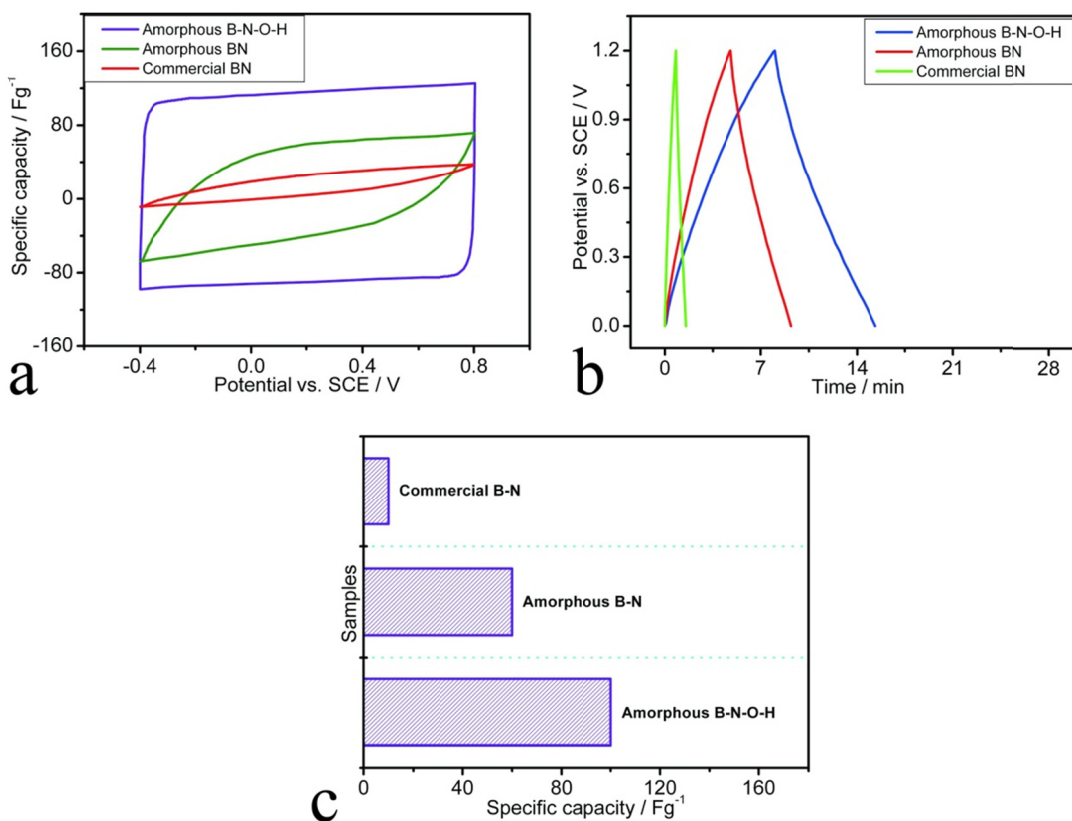 Amorphous B-N-O-H
Amorphous BN
Commercial BN
Specific capacity / Fg⁻¹
160
80
0
-80
-160
-0.4 0.0 0.4 0.8
Potential vs. SCE / V
a
Amorphous B-N-O-H
Amorphous BN
Commercial BN
Potential vs. SCE / V
1.2
0.9
0.6
0.3
0.0
0 7 14 21 28
Time / min
b
Samples
Commercial B-N
Amorphous B-N
Amorphous B-N-O-H
0 40 80 120 160
Specific capacity / Fg⁻¹
c